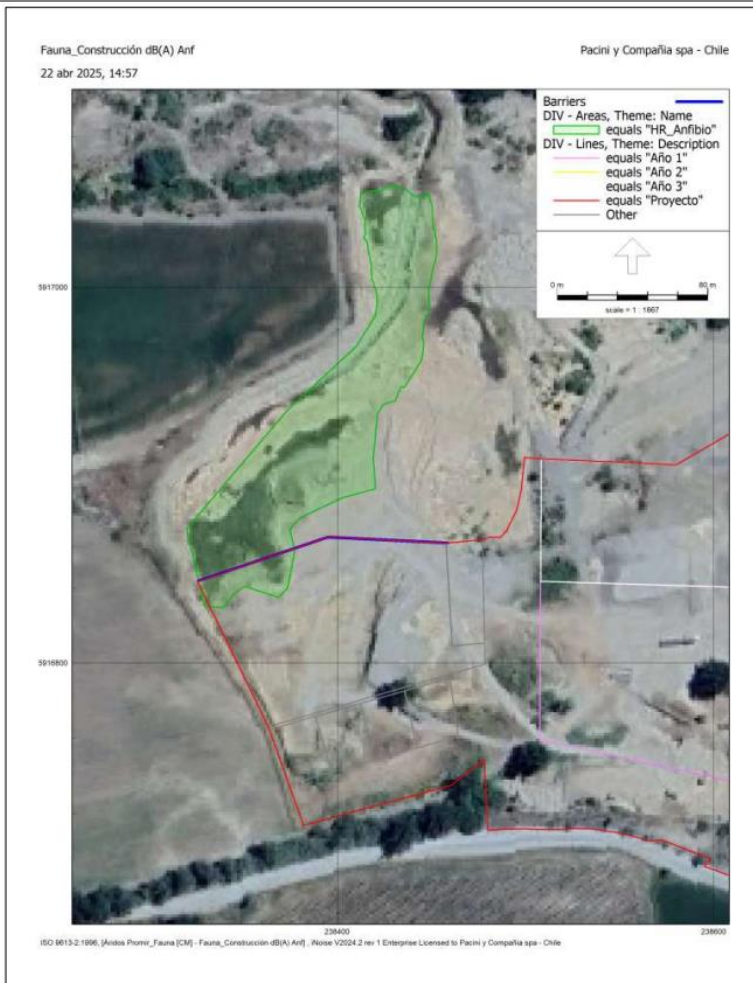 Fauna_Construcción dB(A) Anf
Pacini y Compañia spa - Chile
22 abr 2025, 14:57
Barriers
DIV - Areas, Theme: Name
equals "HR_Anfibio"
DIV - Lines, Theme: Description
equals "Año 1"
equals "Año 2"
equals "Año 3"
equals "Proyecto"
Other
0 m
80 m
scale = 1 : 1867
5917000
5916800
238400
238600
ISO 9613-2:1996, [Áridos Promir_Fauna [CM] - Fauna_Construcción dB(A) Anf] , iNoise V2024.2 rev 1 Enterprise Licensed to Pacini y Compañia spa - Chile